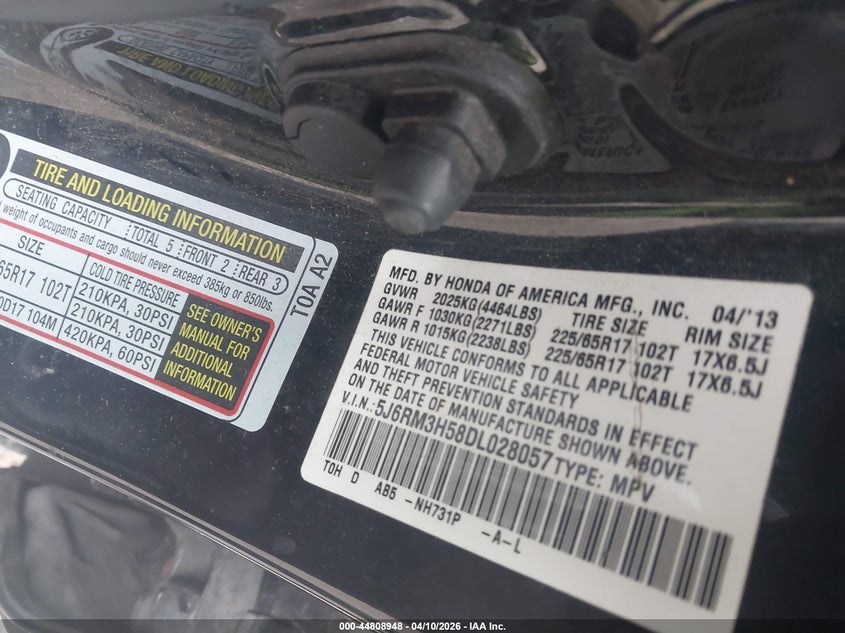 TIRE AND LOADING INFORMATION
SEATING CAPACITY TOTAL 5 FRONT 2 REAR 3
weight of occupants and cargo should never exceed 385kg or 850lbs.
SIZE COLD TIRE PRESSURE
65R17 102T 210KPA, 30PSI
210KPA, 30PSI
D17 104M 420KPA, 60PSI
SEE OWNER'S
MANUAL FOR
ADDITIONAL
INFORMATION
T0A A2
MFD. BY HONDA OF AMERICA MFG., INC. 04/'13
GVWR 2025KG(4464LBS) TIRE SIZE RIM SIZE
GAWR F 1030KG(2271LBS) 225/65R17 102T 17X6.5J
GAWR R 1015KG(2238LBS) 225/65R17 102T 17X6.5J
THIS VEHICLE CONFORMS TO ALL APPLICABLE
FEDERAL MOTOR VEHICLE SAFETY
AND THEFT PREVENTION STANDARDS IN EFFECT
ON THE DATE OF MANUFACTURE SHOWN ABOVE.
V.I.N.: 5J6RM3H58DL028057 TYPE: MPV
T0H D AB5 -NH731P -A-L
000-44808948 - 04/10/2026 - IAA Inc.